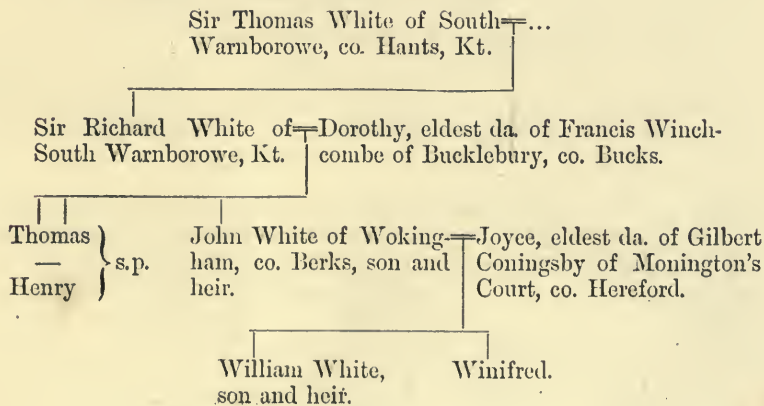 Sir Thomas White of South=...
Warnborowe, co. Hants, Kt.
Sir Richard White of=Dorothy, eldest da. of Francis Winch-
South Warnborowe, Kt. combe of Bucklebury, co. Bucks.
Thomas
—
Henry
} s.p.
John White of Woking-=Joyce, eldest da. of Gilbert
ham, co. Berks, son and Coningsby of Monington's
heir. Court, co. Hereford.
William White, Winifred.
son and heir.